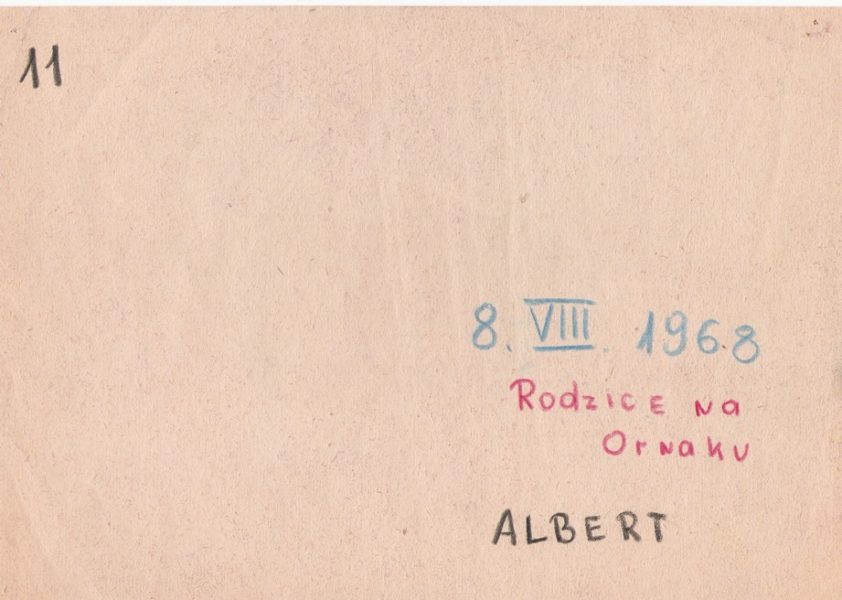 11
8. VIII. 1968
Rodzice na
Ornaku
ALBERT